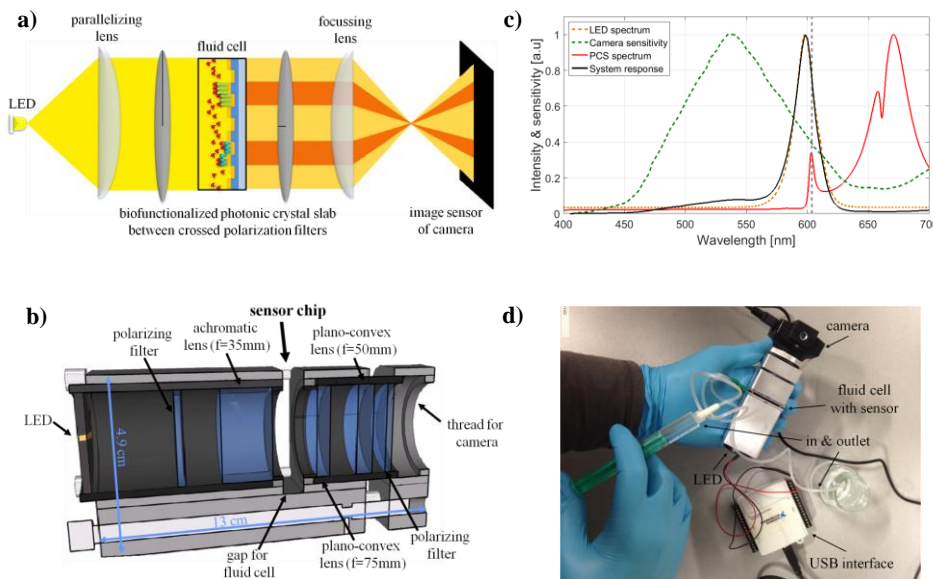 a)
parallelizing
lens
focussing
lens
fluid cell
LED
biofunctionalized photonic crystal slab
between crossed polarization filters
image sensor
of camera
c)
LED spectrum
Camera sensitivity
PCS spectrum
System response
Intensity & sensitivity [a.u]
1
0.8
0.6
0.4
0.2
0
400
450
500
550
600
650
700
Wavelength [nm]
b)
sensor chip
polarizing
filter
achromatic
lens (f=35mm)
plano-convex
lens (f=50mm)
LED
4,9 cm
thread for
camera
13 cm
gap for
fluid cell
plano-convex
lens (f=75mm)
polarizing
filter
d)
camera
fluid cell
with sensor
in & outlet
LED
USB interface